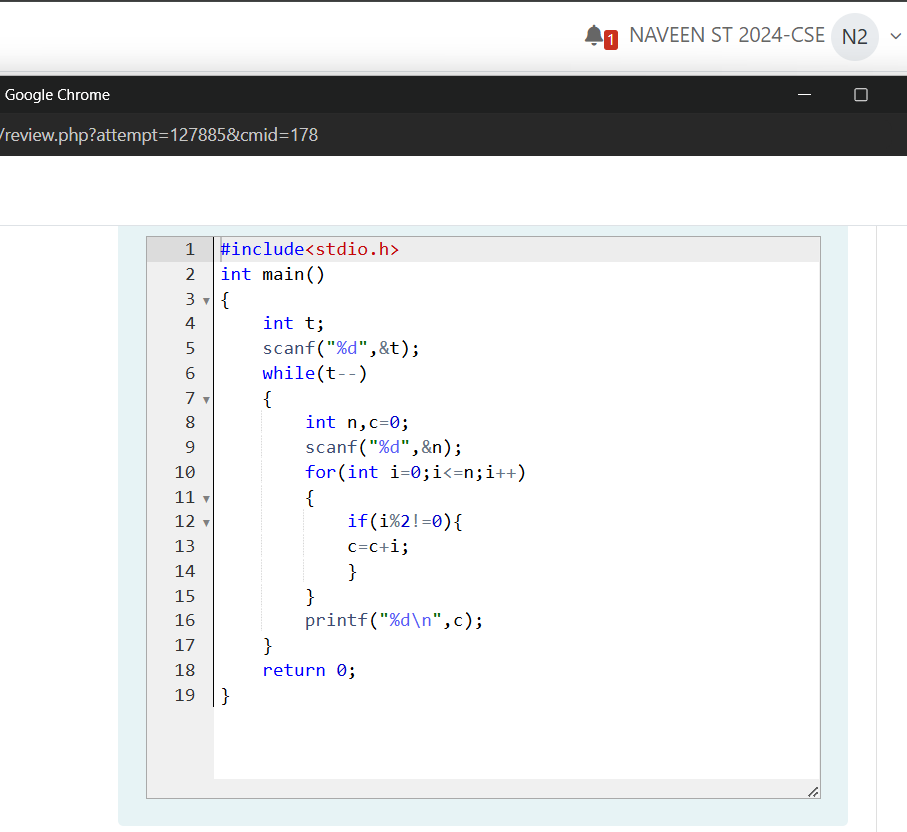 1
NAVEEN ST 2024-CSE
N2
Google Chrome
/review.php?attempt=127885&cmid=178
1 #include<stdio.h>
2 int main()
3 {
4     int t;
5     scanf("%d",&t);
6     while(t--)
7     {
8         int n,c=0;
9         scanf("%d",&n);
10         for(int i=0;i<=n;i++)
11         {
12             if(i%2!=0){
13             c=c+i;
14             }
15         }
16         printf("%d\n",c);
17     }
18     return 0;
19 }